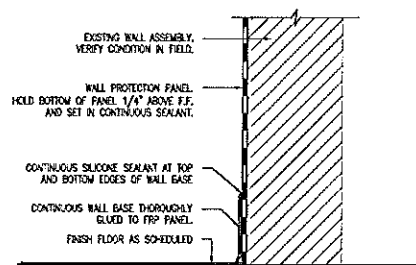 EXISTING WALL ASSEMBLY.
VERIFY CONDITION IN FIELD.
WALL PROTECTION PANEL.
HOLD BOTTOM OF PANEL 1/4" ABOVE F.F.
AND SET IN CONTINUOUS SEALANT.
CONTINUOUS SILICONE SEALANT AT TOP
AND BOTTOM EDGES OF WALL BASE
CONTINUOUS WALL BASE THOROUGHLY
GLUED TO FRP PANEL.
FINISH FLOOR AS SCHEDULED